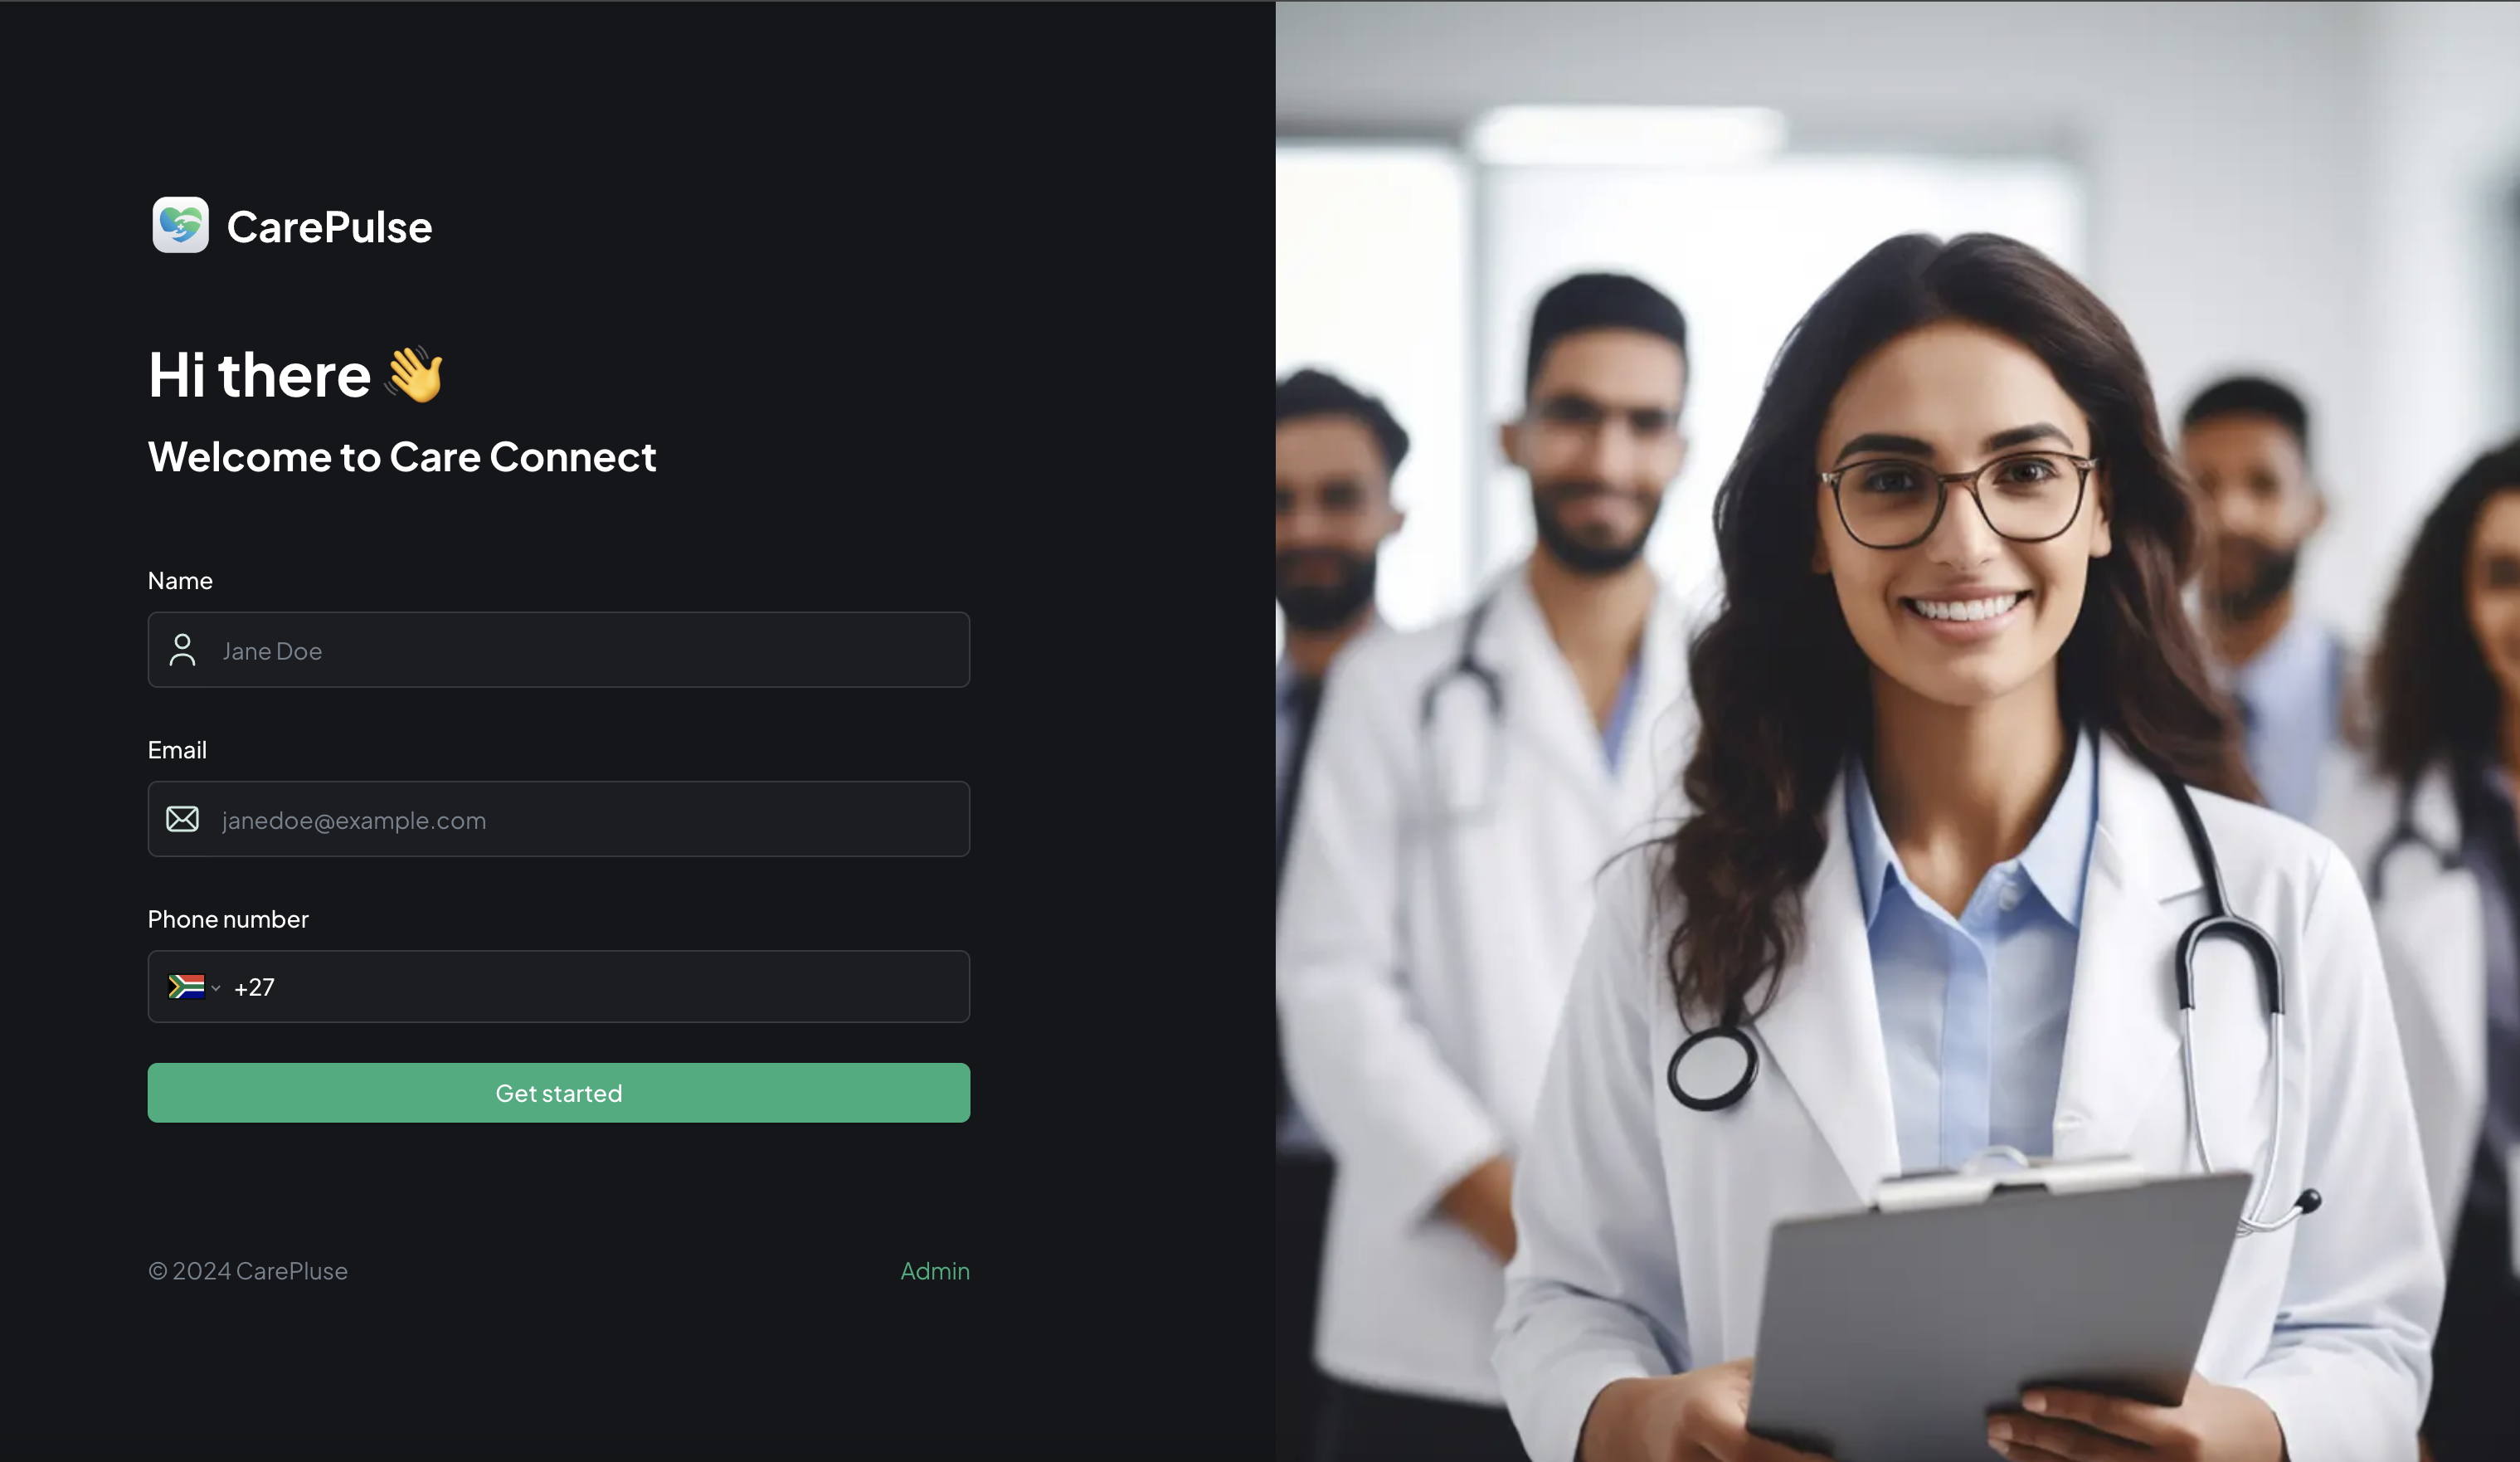 CarePulse
Hi there 👋
Welcome to Care Connect
Name
Jane Doe
Email
janedoe@example.com
Phone number
+27
Get started
© 2024 CarePluse
Admin